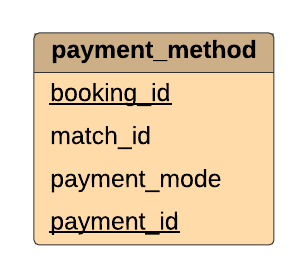 payment_method
booking_id
match_id
payment_mode
payment_id